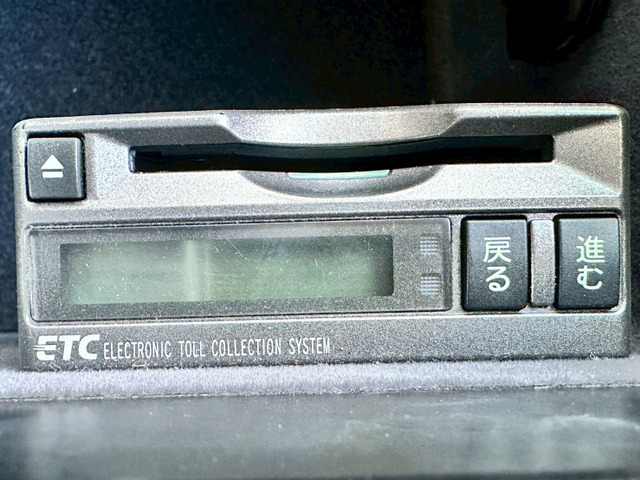 戻る
進む
ETC ELECTRONIC TOLL COLLECTION SYSTEM